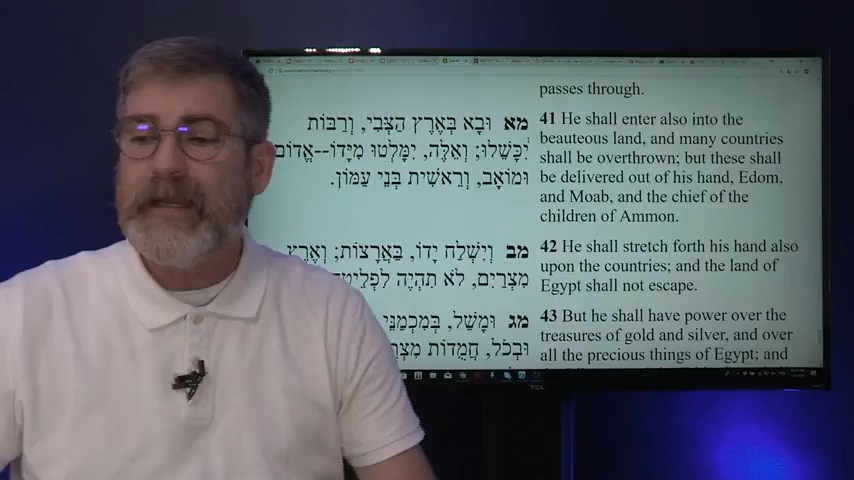 passes through.
מא וּבָא בְּאֶרֶץ הַצְּבִי, וְרַבּוֹת
יִכָּשֵׁלוּ; וְאֵלֶּה, יִמָּלְטוּ מִיָּדוֹ--אֱדוֹם
וּמוֹאָב, וְרֵאשִׁית בְּנֵי עַמּוֹן.
41 He shall enter also into the
beauteous land, and many countries
shall be overthrown; but these shall
be delivered out of his hand, Edom,
and Moab, and the chief of the
children of Ammon.
מב וְיִשְׁלַח יָדוֹ, בַּאֲרָצוֹת; וְאֶרֶץ
מִצְרַיִם, לֹא תִהְיֶה לִפְלֵיטָה
42 He shall stretch forth his hand also
upon the countries; and the land of
Egypt shall not escape.
מג וּמָשַׁל, בְּמִכְמַנֵּי
וּבְכֹל, חֲמֻדוֹת
43 But he shall have power over the
treasures of gold and silver, and over
all the precious things of Egypt; and
TCL